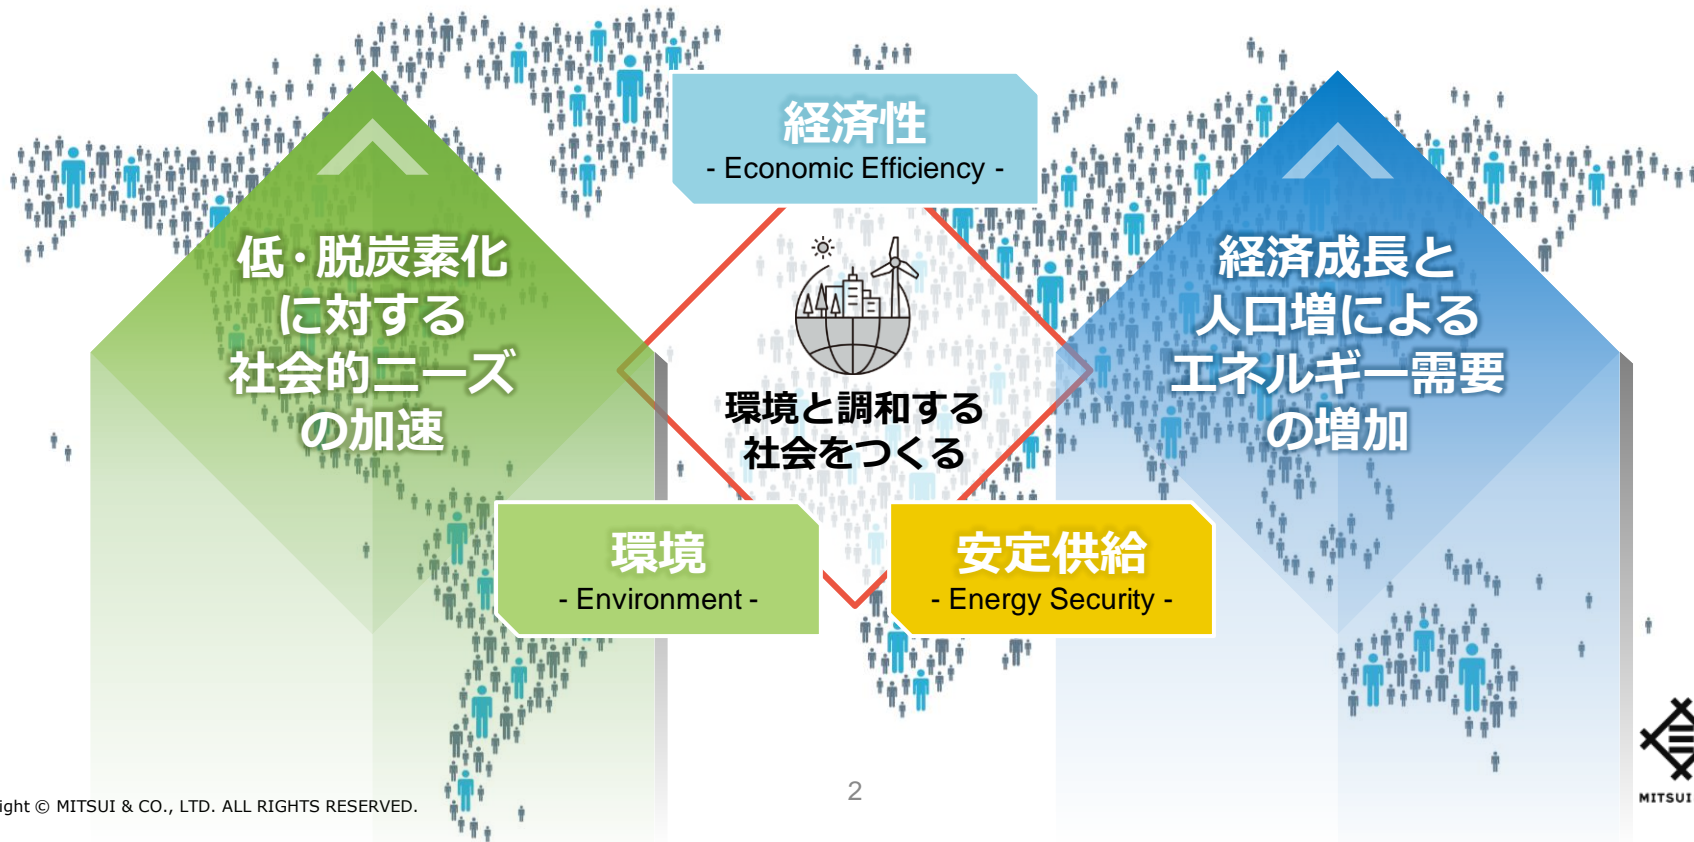 経済性
- Economic Efficiency -
低・脱炭素化
に対する
社会的ニーズ
の加速
環境と調和する
社会をつくる
経済成長と
人口増による
エネルギー需要
の増加
環境
- Environment -
安定供給
- Energy Security -
ight © MITSUI & CO., LTD. ALL RIGHTS RESERVED.
2
MITSUI